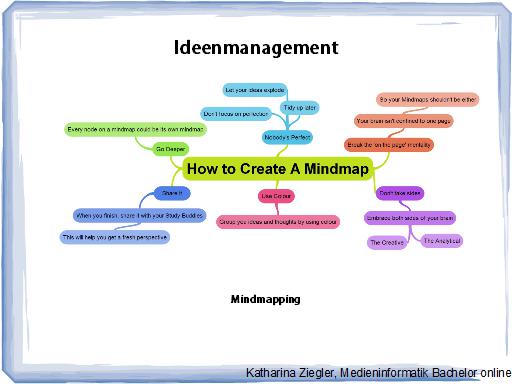 Ideenmanagement
Let your ideas explode
Don't focus on perfection
Tidy up later
Nobody's Perfect
So your Mindmaps shouldn't be either
Your brain isn't confined to one page
Break the 'on the page' mentality
Every node on a mindmap could be its own mindmap
Go Deeper
How to Create A Mindmap
Share it
When you finish, share it with your Study Buddies
This will help you get a fresh perspective
Use Colour
Group you ideas and thoughts by using colour
Don't take sides
Embrace both sides of your brain
The Creative
The Analytical
Mindmapping
Katharina Ziegler, Medieninformatik Bachelor online